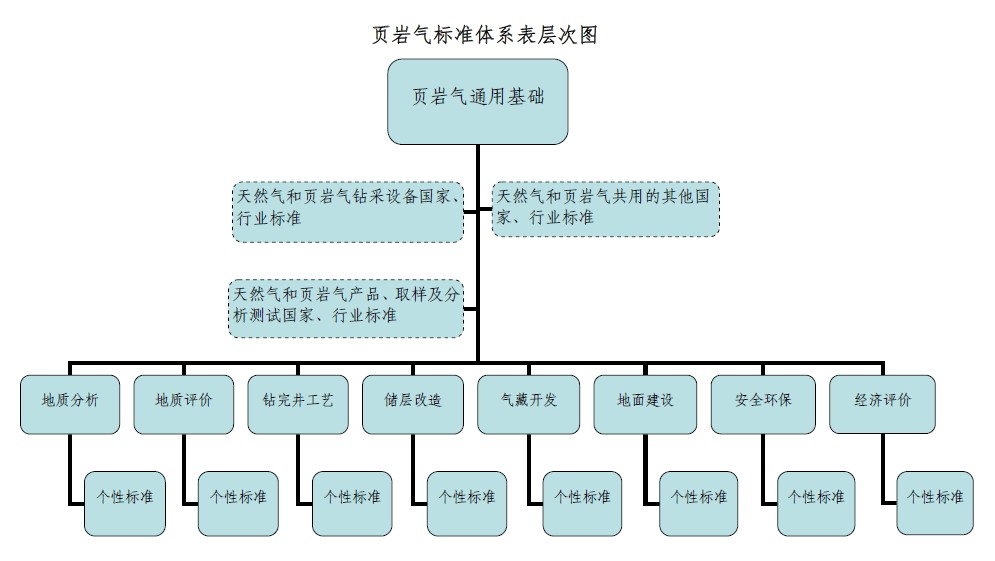 页岩气标准体系表层次图
页岩气通用基础
天然气和页岩气钻采设备国家、
行业标准
天然气和页岩气共用的其他国
家、行业标准
天然气和页岩气产品、取样及分
析测试国家、行业标准
地质分析
地质评价
钻完井工艺
储层改造
气藏开发
地面建设
安全环保
经济评价
个性标准
个性标准
个性标准
个性标准
个性标准
个性标准
个性标准
个性标准